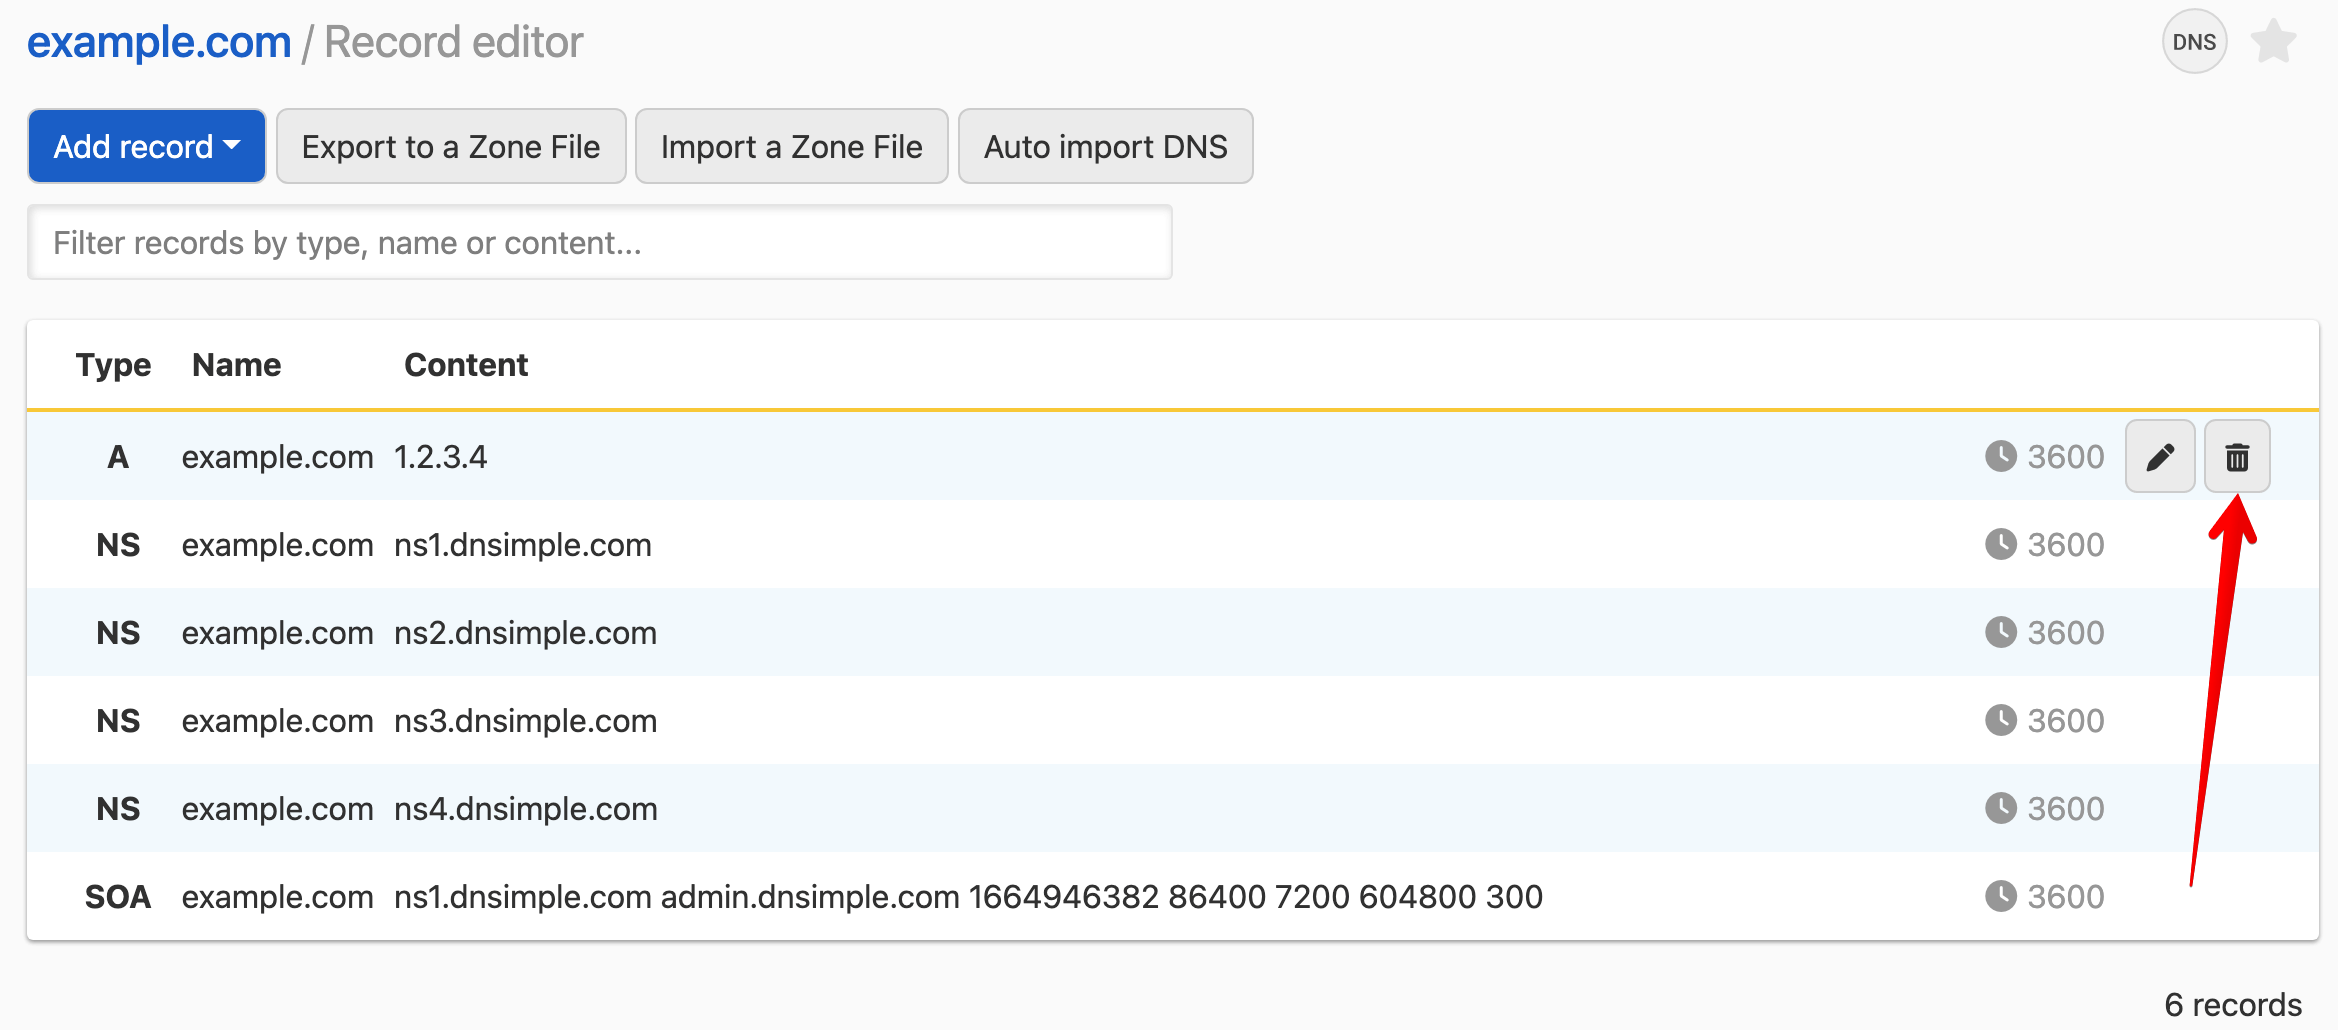 example.com / Record editor DNS
Add record Export to a Zone File Import a Zone File Auto import DNS
Filter records by type, name or content...
Type Name Content
A example.com 1.2.3.4 3600
NS example.com ns1.dnsimple.com 3600
NS example.com ns2.dnsimple.com 3600
NS example.com ns3.dnsimple.com 3600
NS example.com ns4.dnsimple.com 3600
SOA example.com ns1.dnsimple.com admin.dnsimple.com 1664946382 86400 7200 604800 300 3600
6 records